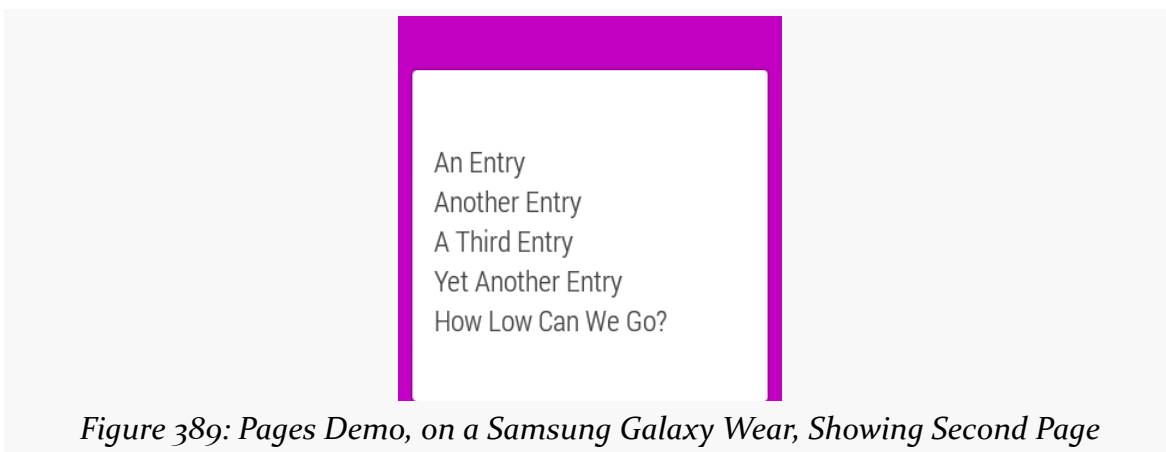 An Entry
Another Entry
A Third Entry
Yet Another Entry
How Low Can We Go?
Figure 389: Pages Demo, on a Samsung Galaxy Wear, Showing Second Page